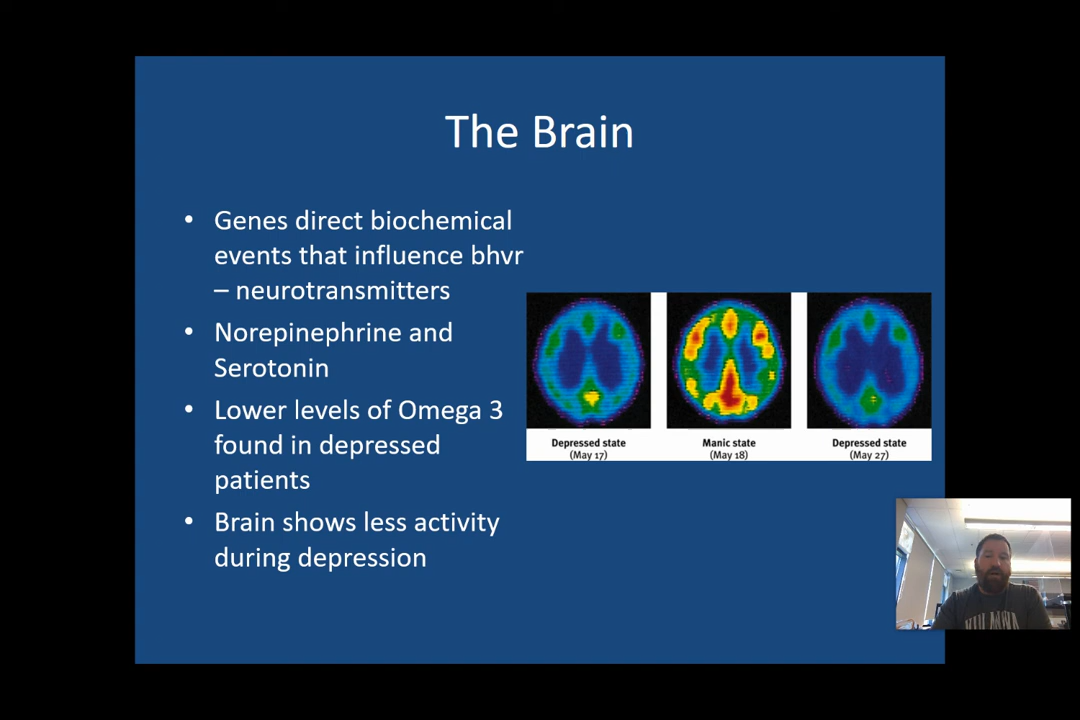 The Brain
• Genes direct biochemical
events that influence bhvr
– neurotransmitters
• Norepinephrine and
Serotonin
• Lower levels of Omega 3
found in depressed
patients
• Brain shows less activity
during depression
Depressed state
(May 17)
Manic state
(May 18)
Depressed state
(May 27)